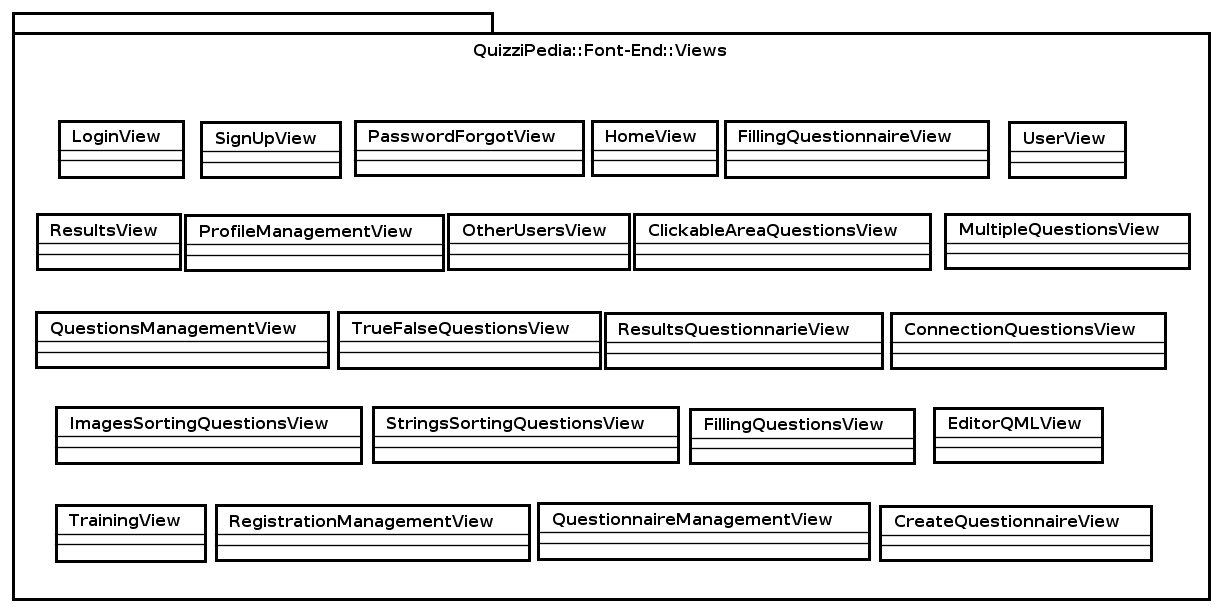 QuizziPedia::Font-End::Views
LoginView
SignUpView
PasswordForgotView
HomeView
FillingQuestionnaireView
UserView
ResultsView
ProfileManagementView
OtherUsersView
ClickableAreaQuestionsView
MultipleQuestionsView
QuestionsManagementView
TrueFalseQuestionsView
ResultsQuestionnarieView
ConnectionQuestionsView
ImagesSortingQuestionsView
StringsSortingQuestionsView
FillingQuestionsView
EditorQMLView
TrainingView
RegistrationManagementView
QuestionnaireManagementView
CreateQuestionnaireView